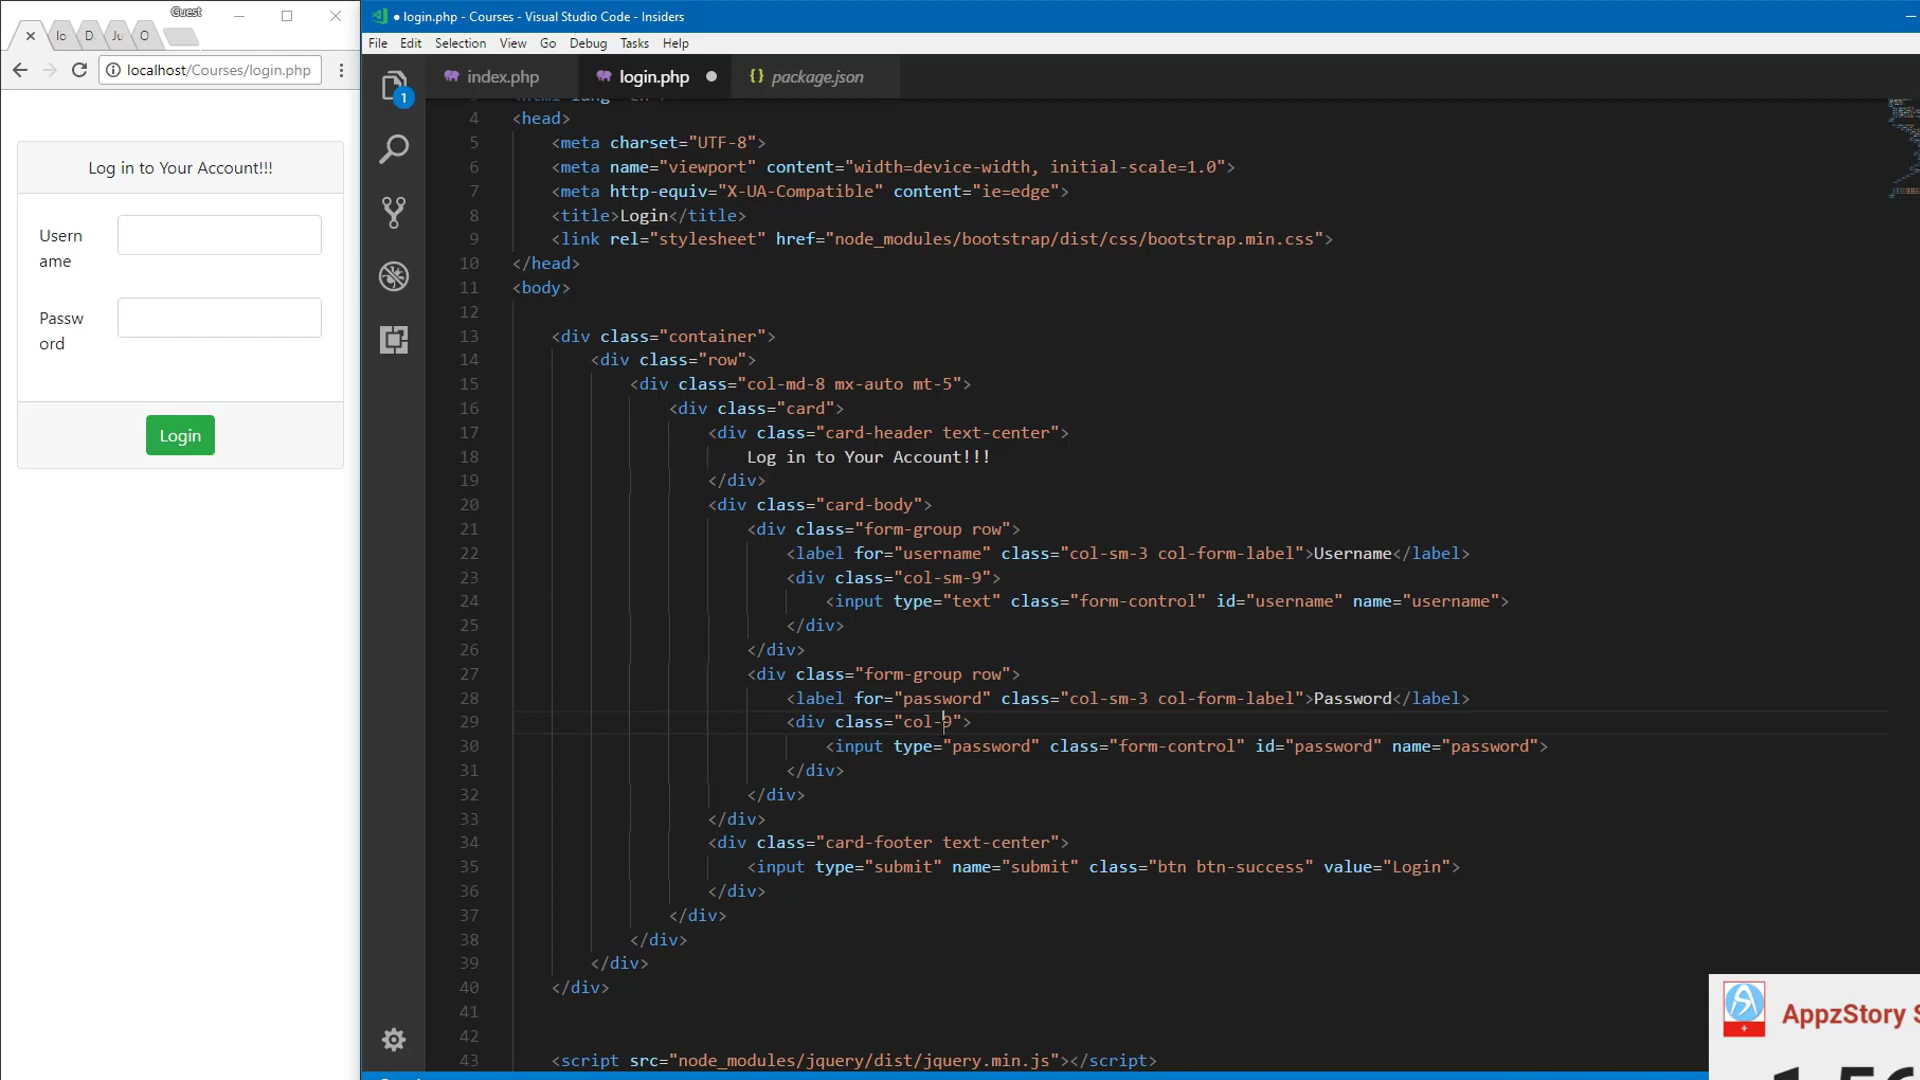 Guest
lo
D
Ju
O
localhost/Courses/login.php
Log in to Your Account!!!
Usern
ame
Passw
ord
Login
● login.php - Courses - Visual Studio Code - Insiders
File Edit Selection View Go Debug Tasks Help
1
index.php
login.php
{} package.json
4 <head>
5 <meta charset="UTF-8">
6 <meta name="viewport" content="width=device-width, initial-scale=1.0">
7 <meta http-equiv="X-UA-Compatible" content="ie=edge">
8 <title>Login</title>
9 <link rel="stylesheet" href="node_modules/bootstrap/dist/css/bootstrap.min.css">
10 </head>
11 <body>
12
13 <div class="container">
14 <div class="row">
15 <div class="col-md-8 mx-auto mt-5">
16 <div class="card">
17 <div class="card-header text-center">
18 Log in to Your Account!!!
19 </div>
20 <div class="card-body">
21 <div class="form-group row">
22 <label for="username" class="col-sm-3 col-form-label">Username</label>
23 <div class="col-sm-9">
24 <input type="text" class="form-control" id="username" name="username">
25 </div>
26 </div>
27 <div class="form-group row">
28 <label for="password" class="col-sm-3 col-form-label">Password</label>
29 <div class="col-9">
30 <input type="password" class="form-control" id="password" name="password">
31 </div>
32 </div>
33 </div>
34 <div class="card-footer text-center">
35 <input type="submit" name="submit" class="btn btn-success" value="Login">
36 </div>
37 </div>
38 </div>
39 </div>
40 </div>
41
42
43 <script src="node_modules/jquery/dist/jquery.min.js"></script>
AppzStory S